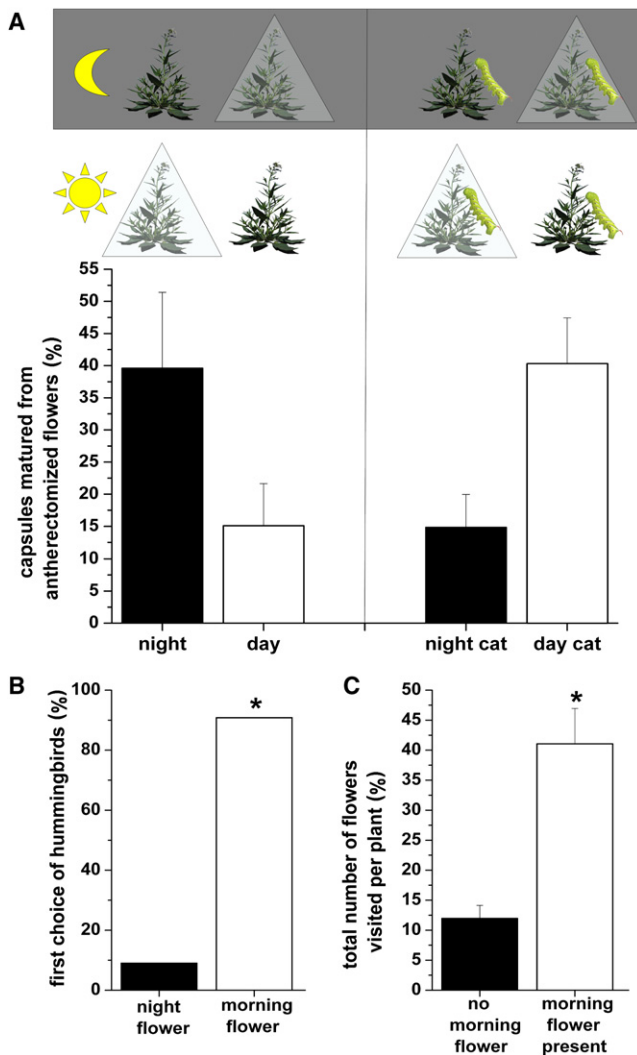 A
capsules matured from
antherectomized flowers (%)
55
50
45
40
35
30
25
20
15
10
5
0
night
day
night cat
day cat
B
first choice of hummingbirds (%)
100
80
60
40
20
0
*
night
flower
morning
flower
C
total number of flowers
visited per plant (%)
50
45
40
35
30
25
20
15
10
5
0
*
no
morning
flower
morning
flower
present